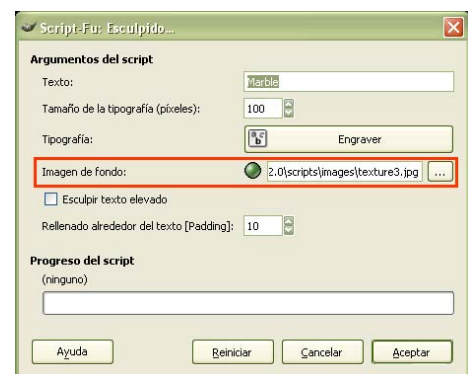 Script-Fu: Esculpido...
Argumentos del script
Texto: Marble
Tamaño de la tipografía (píxeles): 100
Tipografía: Engraver
Imagen de fondo: 2.0\scripts\images\texture3.jpg ...
Esculpir texto elevado
Rellenado alrededor del texto [Padding]: 10
Progreso del script
(ninguno)
Ayuda Reiniciar Cancelar Aceptar